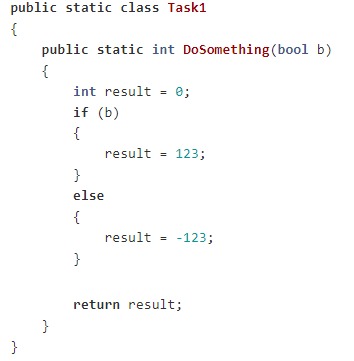 public static class Task1
{
    public static int DoSomething(bool b)
    {
        int result = 0;
        if (b)
        {
            result = 123;
        }
        else
        {
            result = -123;
        }

        return result;
    }
}